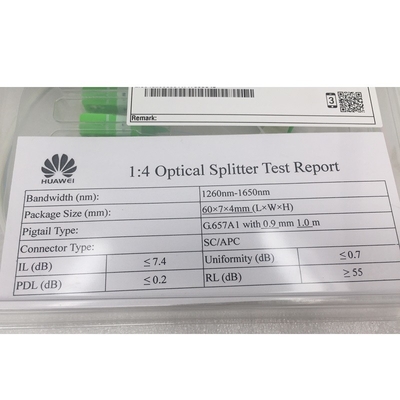 Remark:
3
HUAWEI
1:4 Optical Splitter Test Report
Bandwidth (nm): 1260nm-1650nm
Package Size (mm): 60×7×4mm (L×W×H)
Pigtail Type: G.657A1 with 0.9 mm 1.0 m
Connector Type: SC/APC
IL (dB) ≤7.4 Uniformity (dB) ≤0.7
PDL (dB) ≤0.2 RL (dB) ≥55